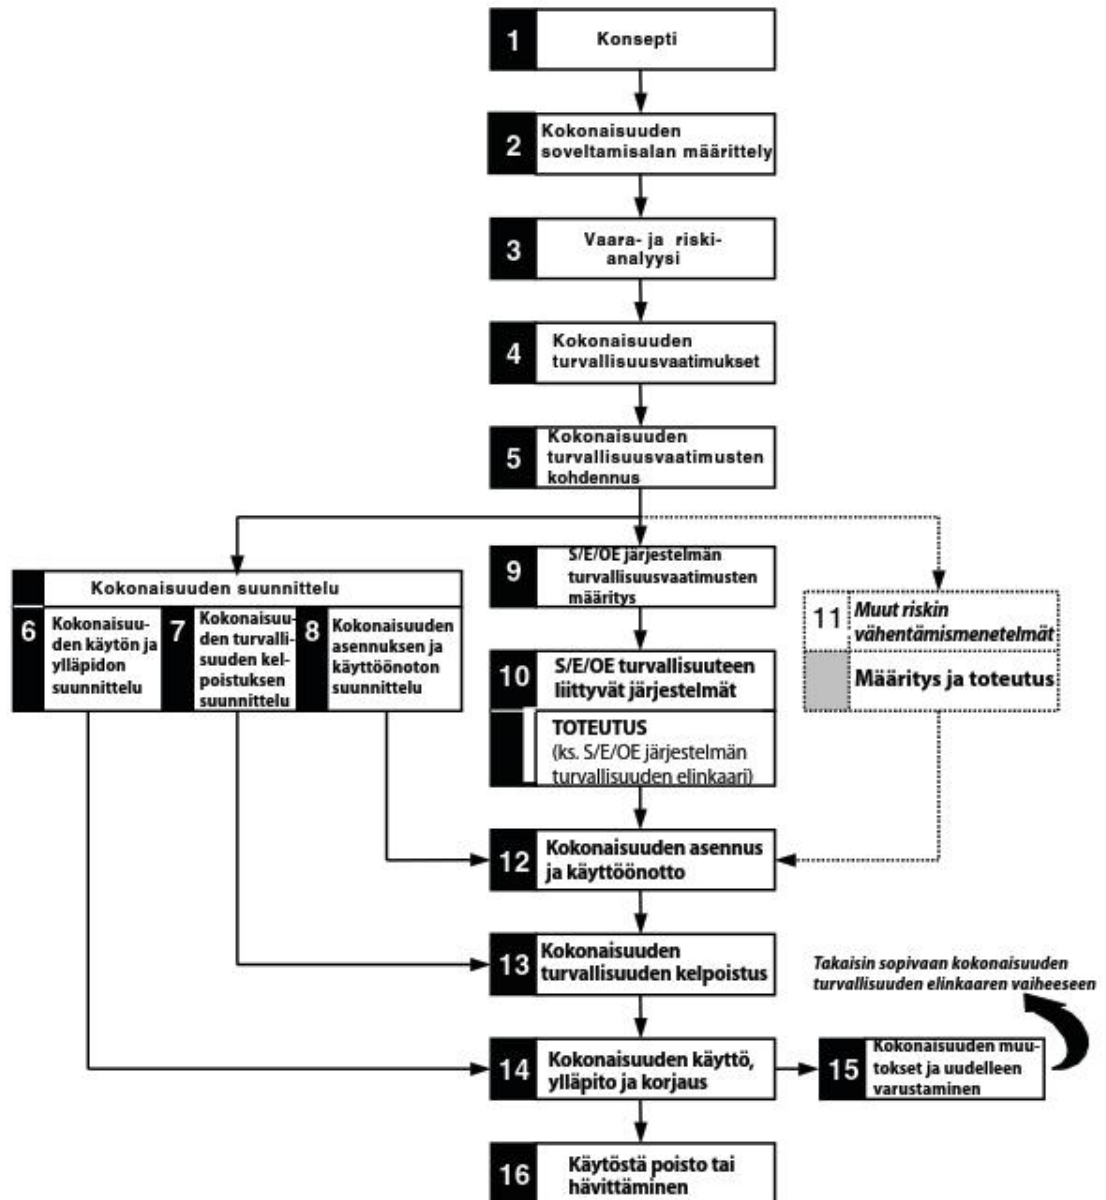 1
Konsepti
2
Kokonaisuuden
soveltamisalan määrittely
3
Vaara- ja riski-
analyysi
4
Kokonaisuuden
turvallisuusvaatimukset
5
Kokonaisuuden
turvallisuusvaatimusten
kohdennus
Kokonaisuuden suunnittelu
6
Kokonaisuu-
den käytön ja
ylläpidon
suunnittelu
7
Kokonaisuu-
den turvalli-
suuden kel-
poistuksen
suunnittelu
8
Kokonaisuuden
asennuksen ja
käyttöönoton
suunnittelu
9
S/E/OE järjestelmän
turvallisuusvaatimusten
määritys
10
S/E/OE turvallisuuteen
liittyvät järjestelmät
TOTEUTUS
(ks. S/E/OE järjestelmän
turvallisuuden elinkaari)
11
Muut riskin
vähentämismenetelmät
Määritys ja toteutus
12
Kokonaisuuden asennus
ja käyttöönotto
13
Kokonaisuuden
turvallisuuden kelpoistus
Takaisin sopivaan kokonaisuuden
turvallisuuden elinkaaren vaiheeseen
14
Kokonaisuuden käyttö,
ylläpito ja korjaus
15
Kokonaisuuden muu-
tokset ja uudelleen
varustaminen
16
Käytöstä poisto tai
hävittäminen